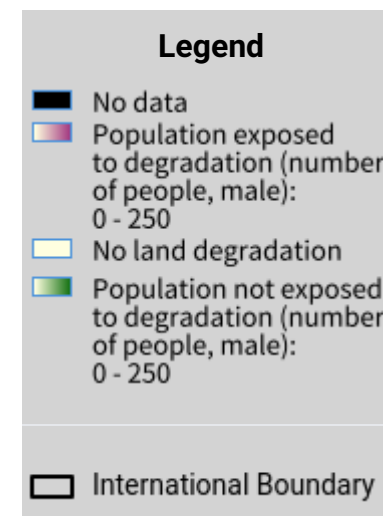 Legend
No data
Population exposed
to degradation (number
of people, male):
0 - 250
No land degradation
Population not exposed
to degradation (number
of people, male):
0 - 250
International Boundary